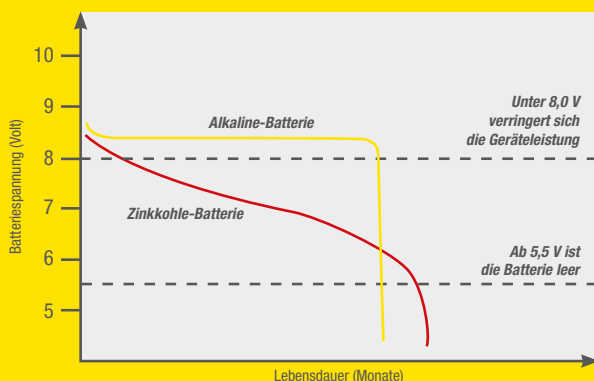 Batteriespannung (Volt)
10
9
8
7
6
5
Alkaline-Batterie
Zinkkohle-Batterie
Unter 8,0 V
verringert sich
die Geräteleistung
Ab 5,5 V ist
die Batterie leer
Lebensdauer (Monate)